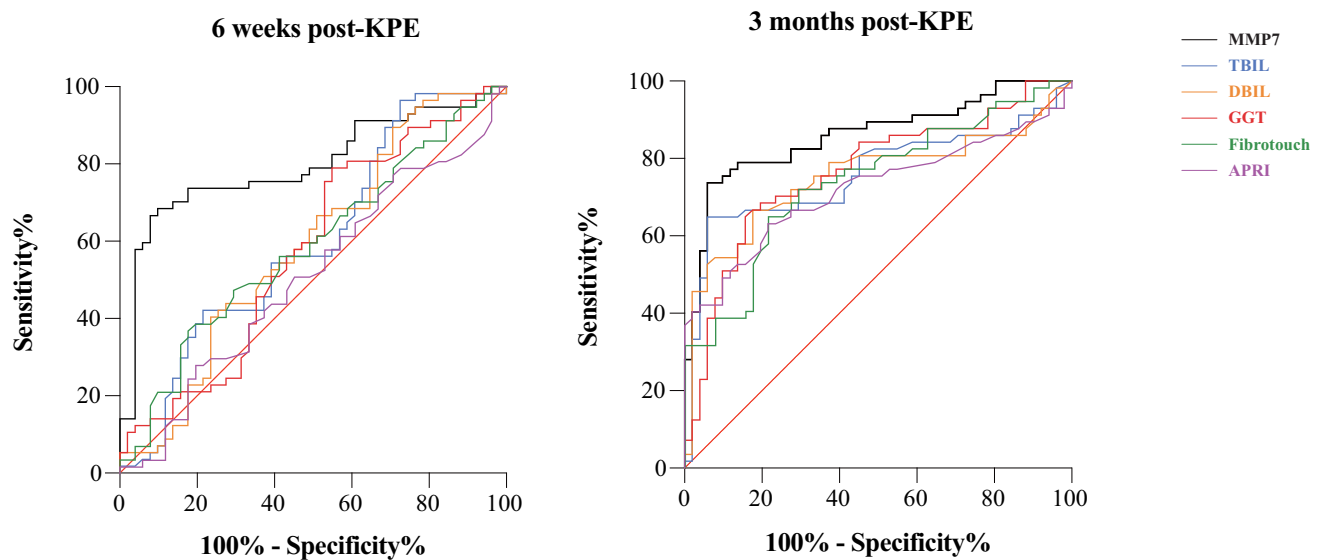 6 weeks post-KPE
100
80
60
40
20
0
Sensitivity%
0 20 40 60 80 100
100% - Specificity%
3 months post-KPE
100
80
60
40
20
0
Sensitivity%
0 20 40 60 80 100
100% - Specificity%
MMP7
TBIL
DBIL
GGT
Fibrotouch
APRI